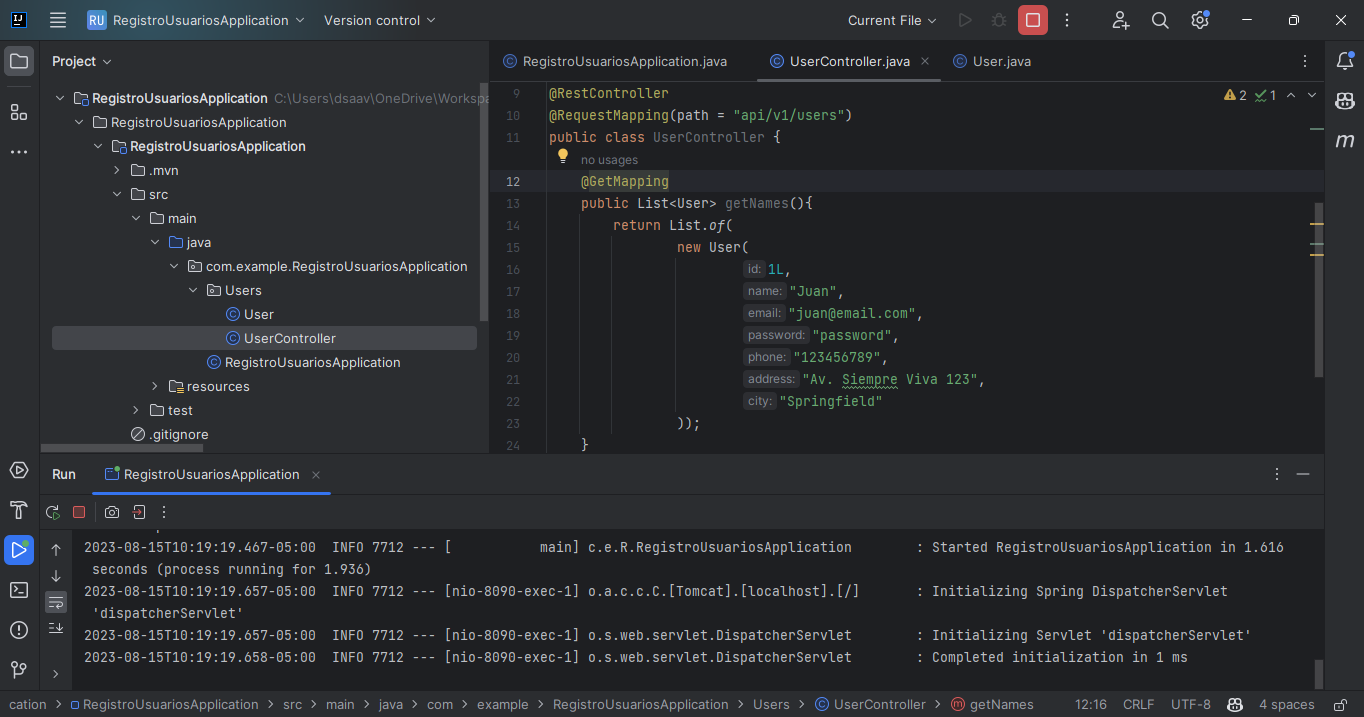 RU RegistroUsuariosApplication Version control Current File
Project
RegistroUsuariosApplication C:\Users\dsaav\OneDrive\Workspa
RegistroUsuariosApplication
RegistroUsuariosApplication
.mvn
src
main
java
com.example.RegistroUsuariosApplication
Users
User
UserController
RegistroUsuariosApplication
resources
test
.gitignore
RegistroUsuariosApplication.java UserController.java User.java
2 1
9 @RestController
10 @RequestMapping(path = "api/v1/users")
11 public class UserController {
no usages
12 @GetMapping
13 public List<User> getNames(){
14 return List.of(
15 new User(
16 id: 1L,
17 name: "Juan",
18 email: "juan@email.com",
19 password: "password",
20 phone: "123456789",
21 address: "Av. Siempre Viva 123",
22 city: "Springfield"
23 ));
24 }
Run RegistroUsuariosApplication
2023-08-15T10:19:19.467-05:00 INFO 7712 --- [ main] c.e.R.RegistroUsuariosApplication : Started RegistroUsuariosApplication in 1.616
seconds (process running for 1.936)
2023-08-15T10:19:19.657-05:00 INFO 7712 --- [nio-8090-exec-1] o.a.c.c.C.[Tomcat].[localhost].[/] : Initializing Spring DispatcherServlet
'dispatcherServlet'
2023-08-15T10:19:19.657-05:00 INFO 7712 --- [nio-8090-exec-1] o.s.web.servlet.DispatcherServlet : Initializing Servlet 'dispatcherServlet'
2023-08-15T10:19:19.658-05:00 INFO 7712 --- [nio-8090-exec-1] o.s.web.servlet.DispatcherServlet : Completed initialization in 1 ms
cation > RegistroUsuariosApplication > src > main > java > com > example > RegistroUsuariosApplication > Users > UserController > getNames 12:16 CRLF UTF-8 4 spaces